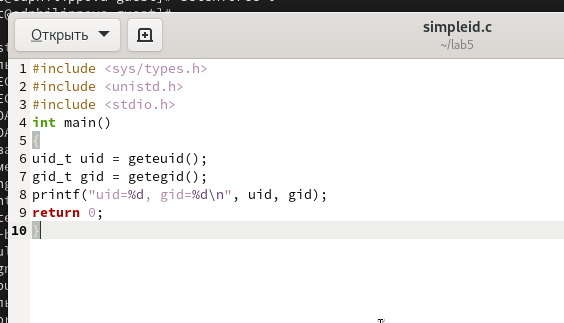 Открыть
simpleid.c
~/lab5
1 #include <sys/types.h>
2 #include <unistd.h>
3 #include <stdio.h>
4 int main()
5 {
6 uid_t uid = geteuid();
7 gid_t gid = getegid();
8 printf("uid=%d, gid=%d\n", uid, gid);
9 return 0;
10 }